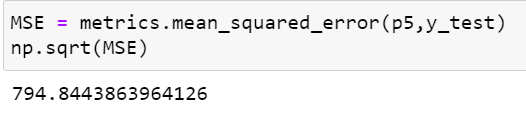 MSE = metrics.mean_squared_error(p5,y_test)
np.sqrt(MSE)
794.8443863964126